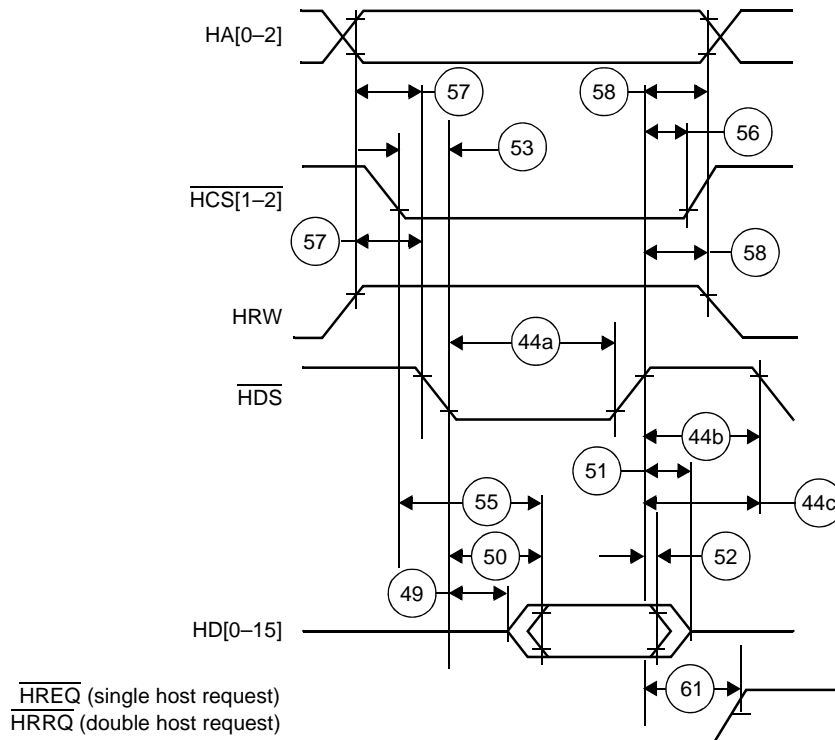 HA[0–2]
57
58
53
56
HCS[1–2]
57
58
HRW
44a
HDS
44b
51
55
44c
50
52
49
HD[0–15]
61
HREQ (single host request)
HRRQ (double host request)